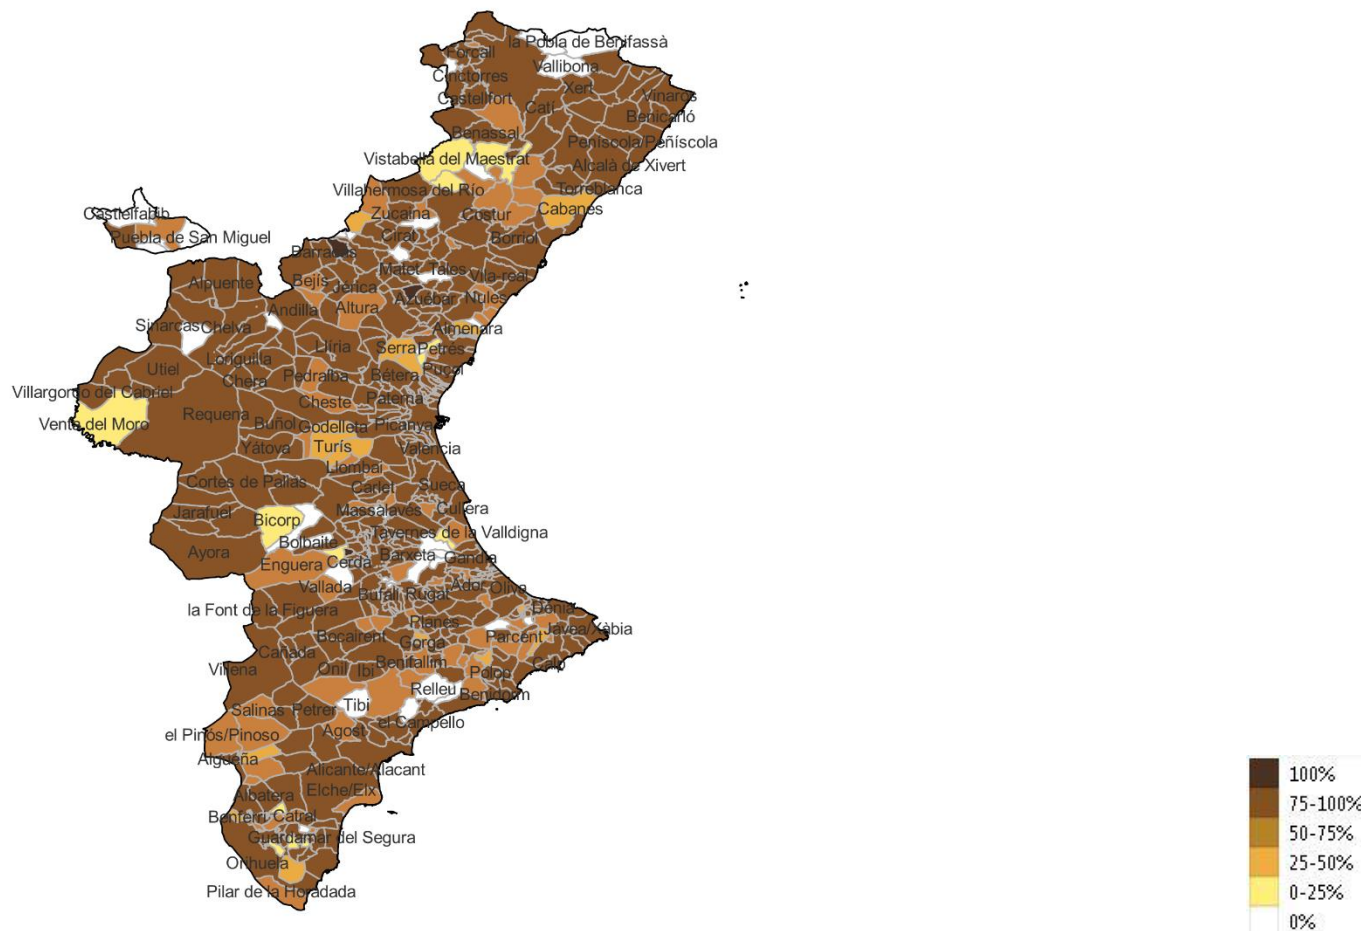 la Pobla de Benifassà
Forcall
Vallibona
Cinctorres
Xert
Castellfort
Vinaròs
Catí
Benicarló
Benassal
Peníscola/Peñíscola
Vistabella del Maestrat
Alcalà de Xivert
Villahermosa del Río
Torreblanca
Castielfabib
Zucaina
Costur
Cabanes
Puebla de San Miguel
Cirat
Borriol
Barracas
Matet
Tales
Vila-real
Alpuente
Bejís
Jérica
Azuébar
Nules
Andilla
Altura
Sinarcas
Chelva
Almenara
Llíria
Serra
Petrés
Loriguilla
Utiel
Chera
Pedralba
Bétera
Puçol
Villargordo del Cabriel
Cheste
Paterna
Venta del Moro
Requena
Buñol
Godelleta
Picanya
Yátova
Turís
Valencia
Llombai
Cortes de Pallás
Carlet
Sueca
Jarafuel
Bicorp
Massalavés
Cullera
Bolbaite
Tavernes de la Valldigna
Ayora
Enguera
Cerdà
Barxeta
Gandia
Vallada
Bufali
Rugat
Ador
Oliva
la Font de la Figuera
Dénia
Planes
Bocairent
Gorga
Parcent
Jávea/Xàbia
Cañada
Villena
Onil
Ibi
Benifallim
Polop
Calp
Relleu
Benidorm
Salinas
Petrer
Tibi
el Campello
el Pinós/Pinoso
Agost
Algueña
Alicante/Alacant
Elche/Elx
Albatera
Benferri
Catral
Guardamar del Segura
Orihuela
Pilar de la Horadada
100%
75-100%
50-75%
25-50%
0-25%
0%